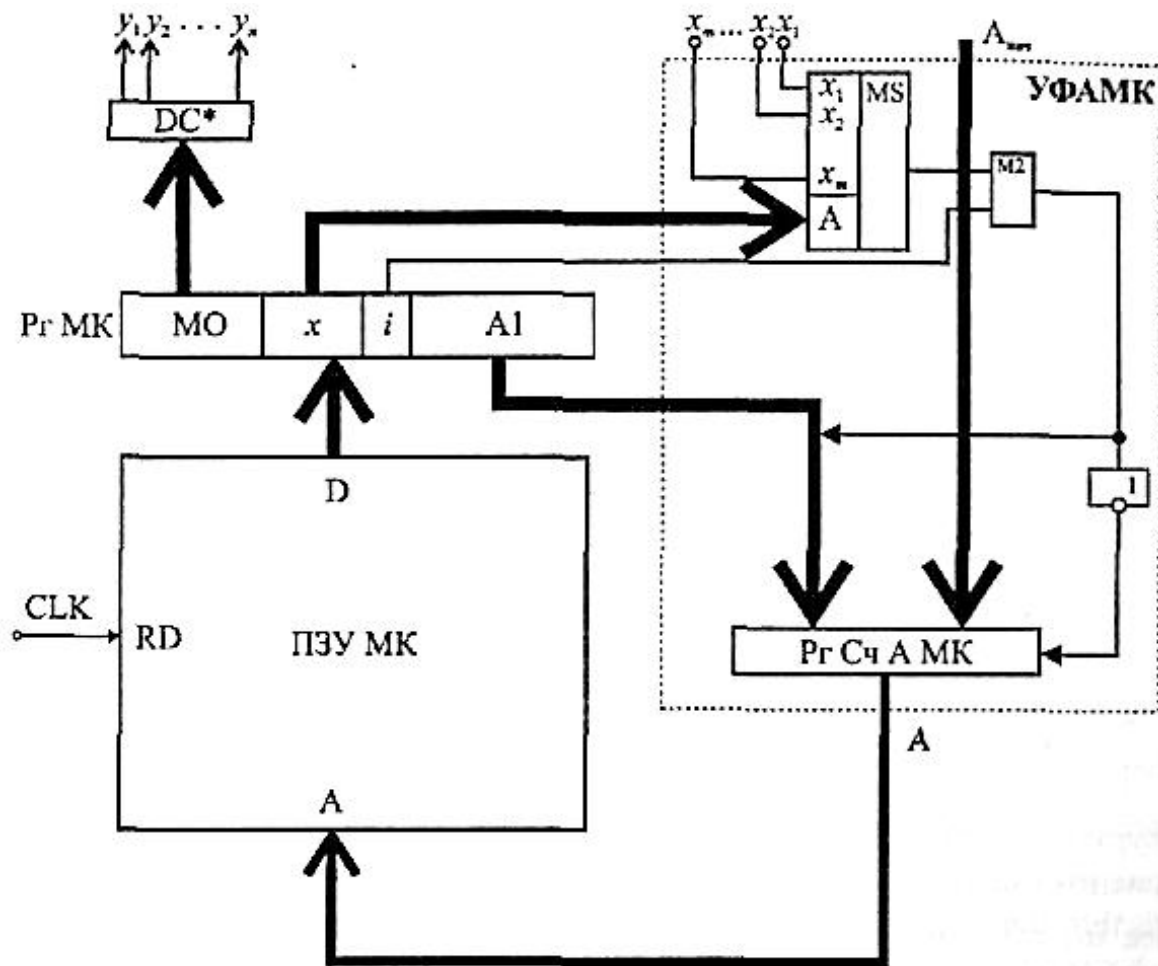 y₁ y₂ ... yₙ
xₘ ... x₂ x₁
Aнач
УФАМК
DC*
x₁ MS
x₂
xₘ
A
M2
Рг МК
МО
x
i
A1
1
D
CLK
RD
ПЗУ МК
Рг Сч А МК
A
A